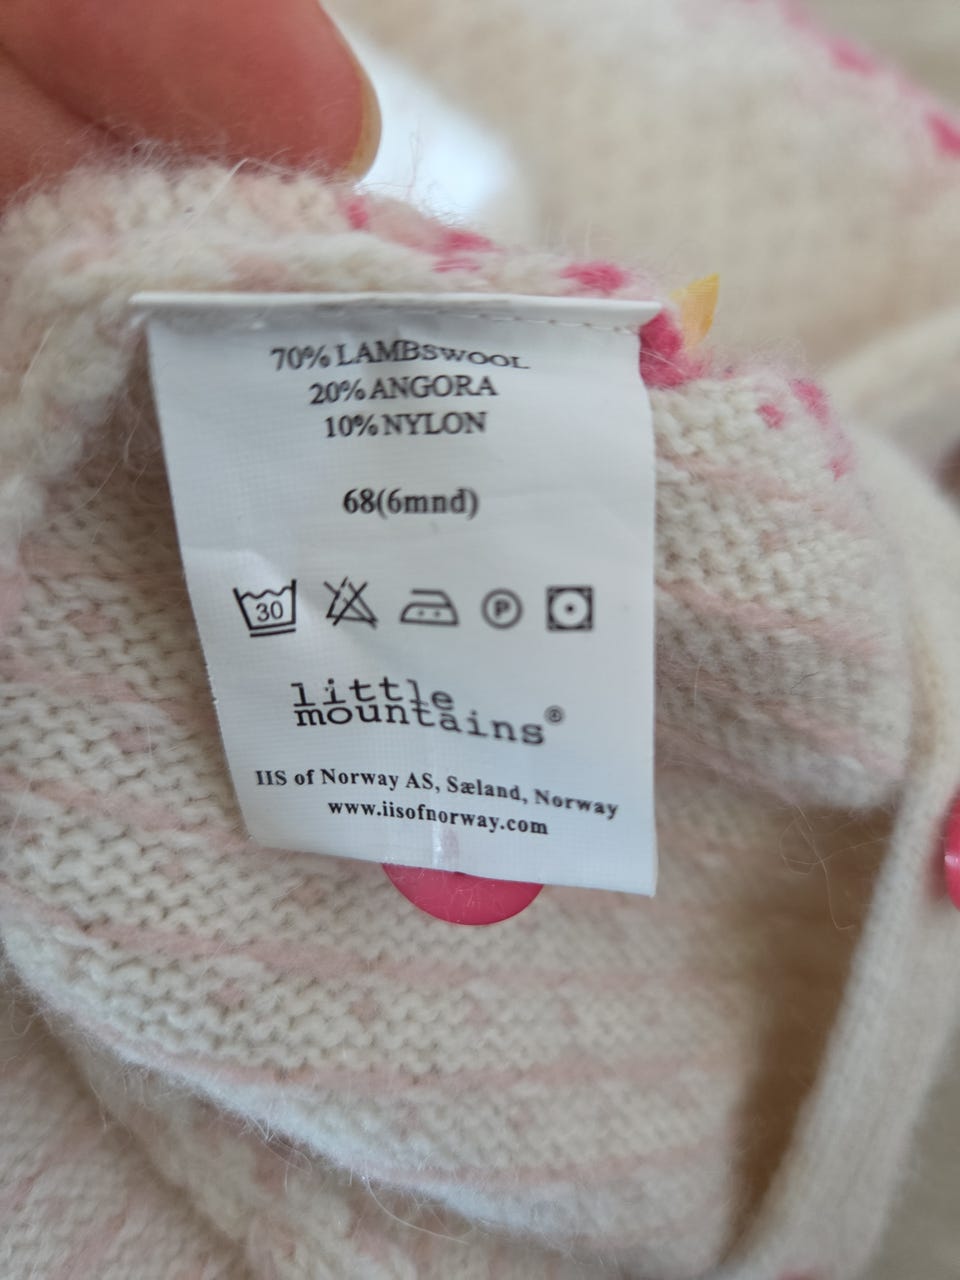 70% LAMBSWOOL
20% ANGORA
10% NYLON
68(6mnd)
30 P
little
mountains®
IIS of Norway AS, Sæland, Norway
www.iisofnorway.com